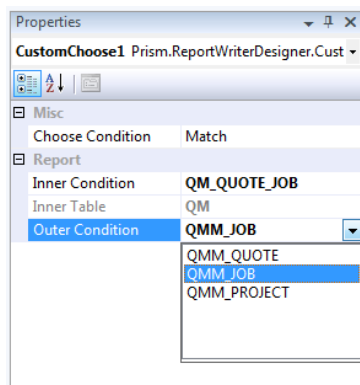 Properties
CustomChoose1 Prism.ReportWriterDesigner.Cust
Misc
Choose Condition Match
Report
Inner Condition QM_QUOTE_JOB
Inner Table QM
Outer Condition QMM_JOB
QMM_QUOTE
QMM_JOB
QMM_PROJECT